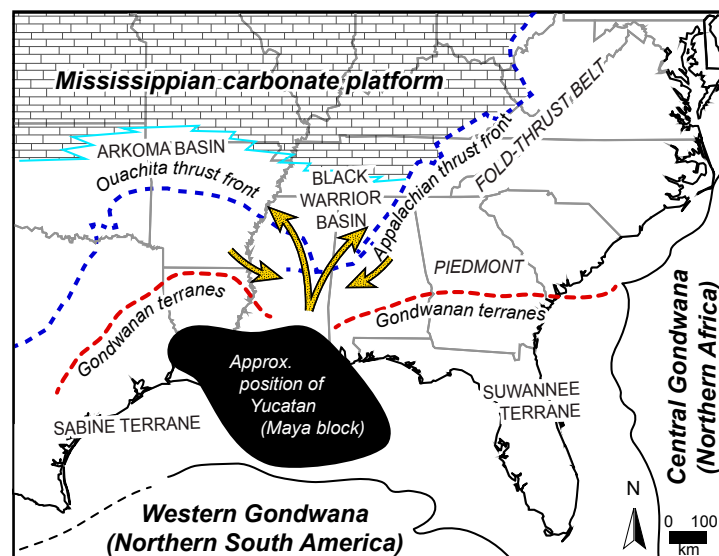 Mississippian carbonate platform
ARKOMA BASIN
Ouachita thrust front
BLACK
WARRIOR
BASIN
Appalachian thrust front
FOLD-THRUST BELT
PIEDMONT
Gondwanan terranes
Gondwanan terranes
Approx.
position of
Yucatan
(Maya block)
SABINE TERRANE
SUWANNEE
TERRANE
Central Gondwana
(Northern Africa)
Western Gondwana
(Northern South America)
N
0 100
km